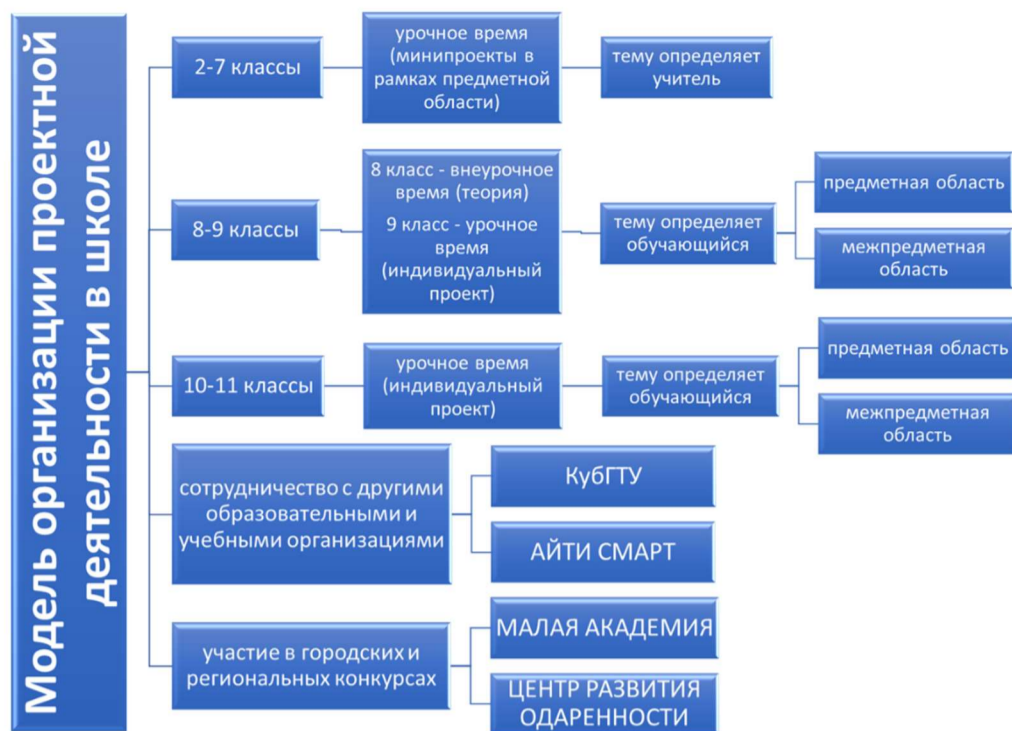 Модель организации проектной
деятельности в школе
2-7 классы
урочное время
(минипроекты в
рамках предметной
области)
тему определяет
учитель
8-9 классы
8 класс - внеурочное
время (теория)
9 класс - урочное
время
(индивидуальный
проект)
тему определяет
обучающийся
предметная область
межпредметная
область
10-11 классы
урочное время
(индивидуальный
проект)
тему определяет
обучающийся
предметная область
межпредметная
область
сотрудничество с другими
образовательными и
учебными организациями
КубГТУ
АЙТИ СМАРТ
участие в городских и
региональных конкурсах
МАЛАЯ АКАДЕМИЯ
ЦЕНТР РАЗВИТИЯ
ОДАРЕННОСТИ